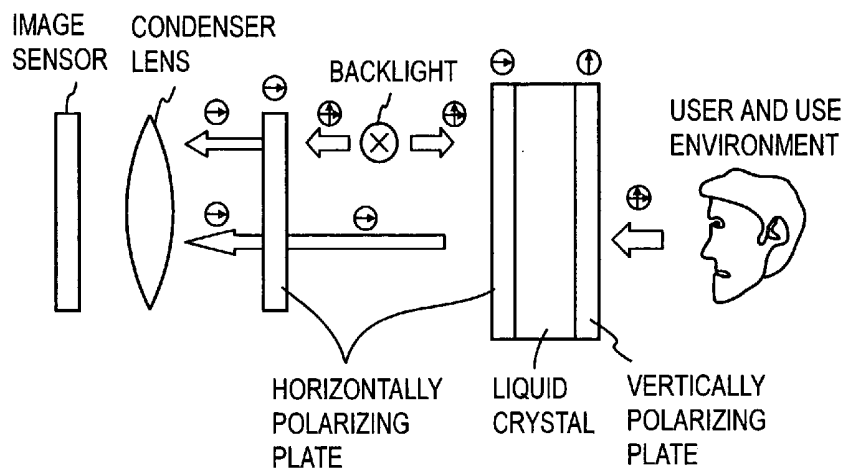 IMAGE
SENSOR
CONDENSER
LENS
BACKLIGHT
USER AND USE
ENVIRONMENT
HORIZONTALLY
POLARIZING
PLATE
LIQUID
CRYSTAL
VERTICALLY
POLARIZING
PLATE